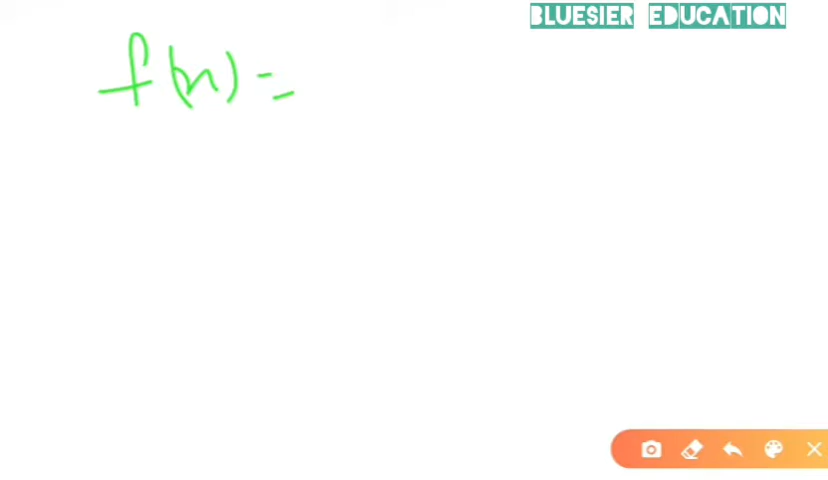 BLUESIER EDUCATION
f(x) =